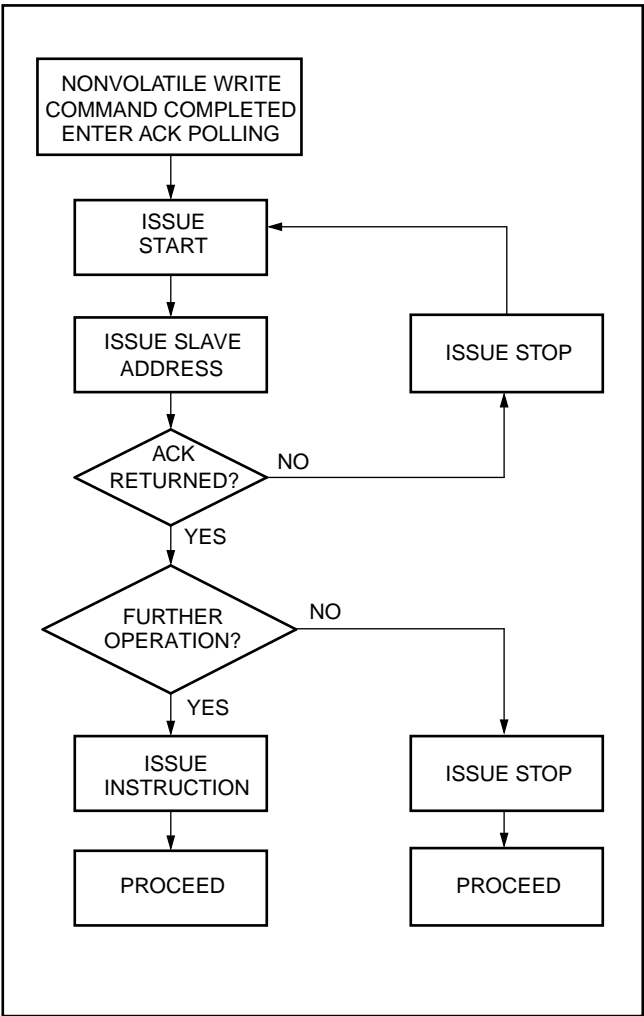 NONVOLATILE WRITE
COMMAND COMPLETED
ENTER ACK POLLING
ISSUE
START
ISSUE SLAVE
ADDRESS
ISSUE STOP
ACK
RETURNED?
NO
YES
FURTHER
OPERATION?
NO
YES
ISSUE
INSTRUCTION
ISSUE STOP
PROCEED
PROCEED